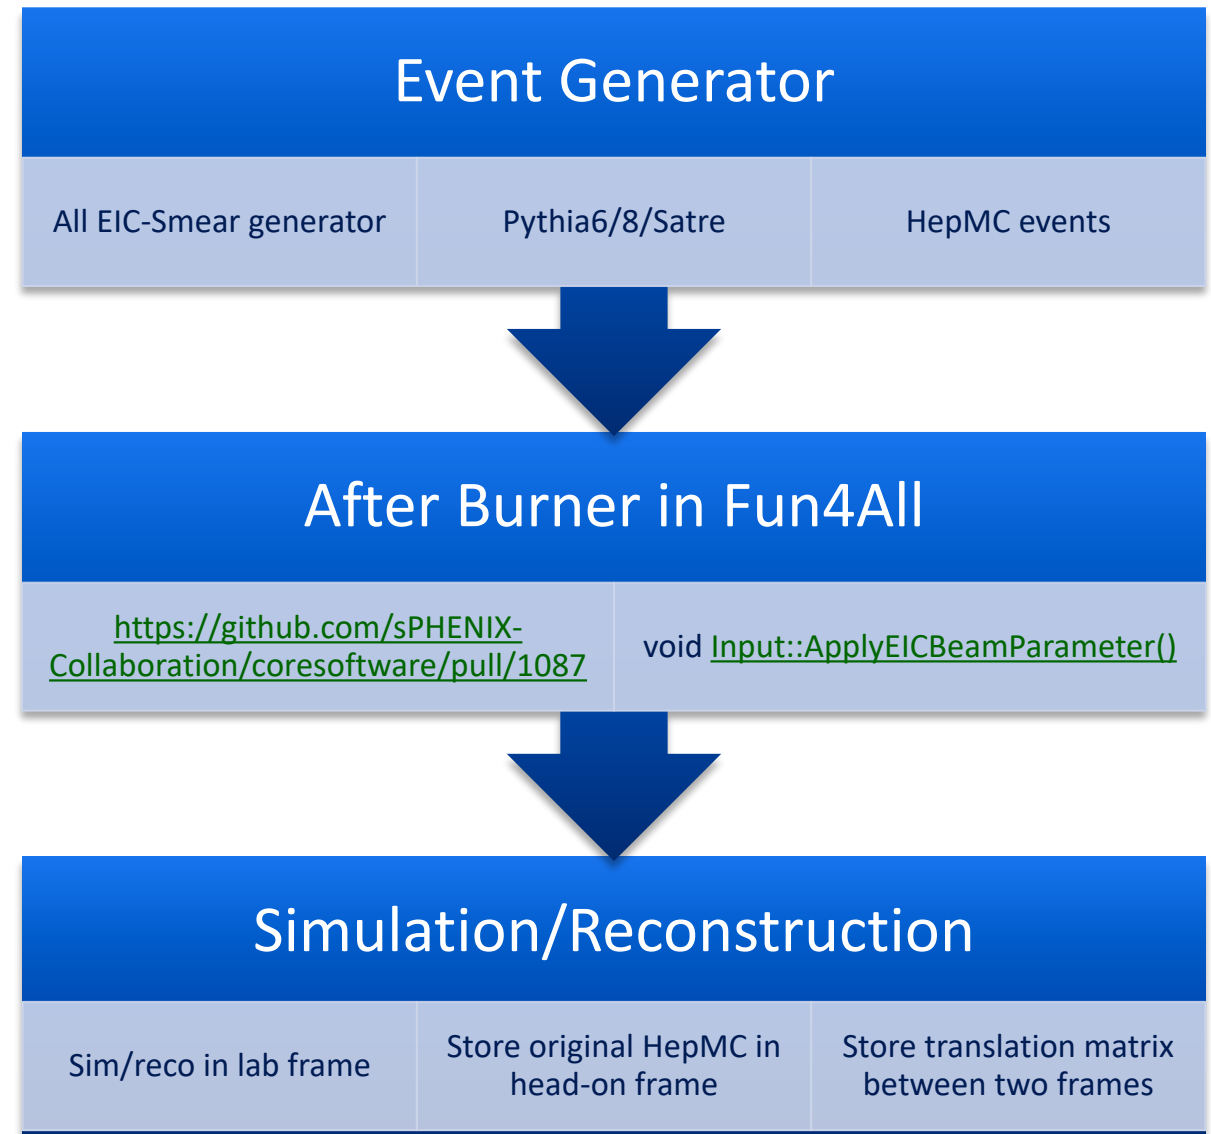 Event Generator
All EIC-Smear generator
Pythia6/8/Satre
HepMC events
After Burner in Fun4All
https://github.com/sPHENIX-
Collaboration/coresoftware/pull/1087
void Input::ApplyEICBeamParameter()
Simulation/Reconstruction
Sim/reco in lab frame
Store original HepMC in
head-on frame
Store translation matrix
between two frames